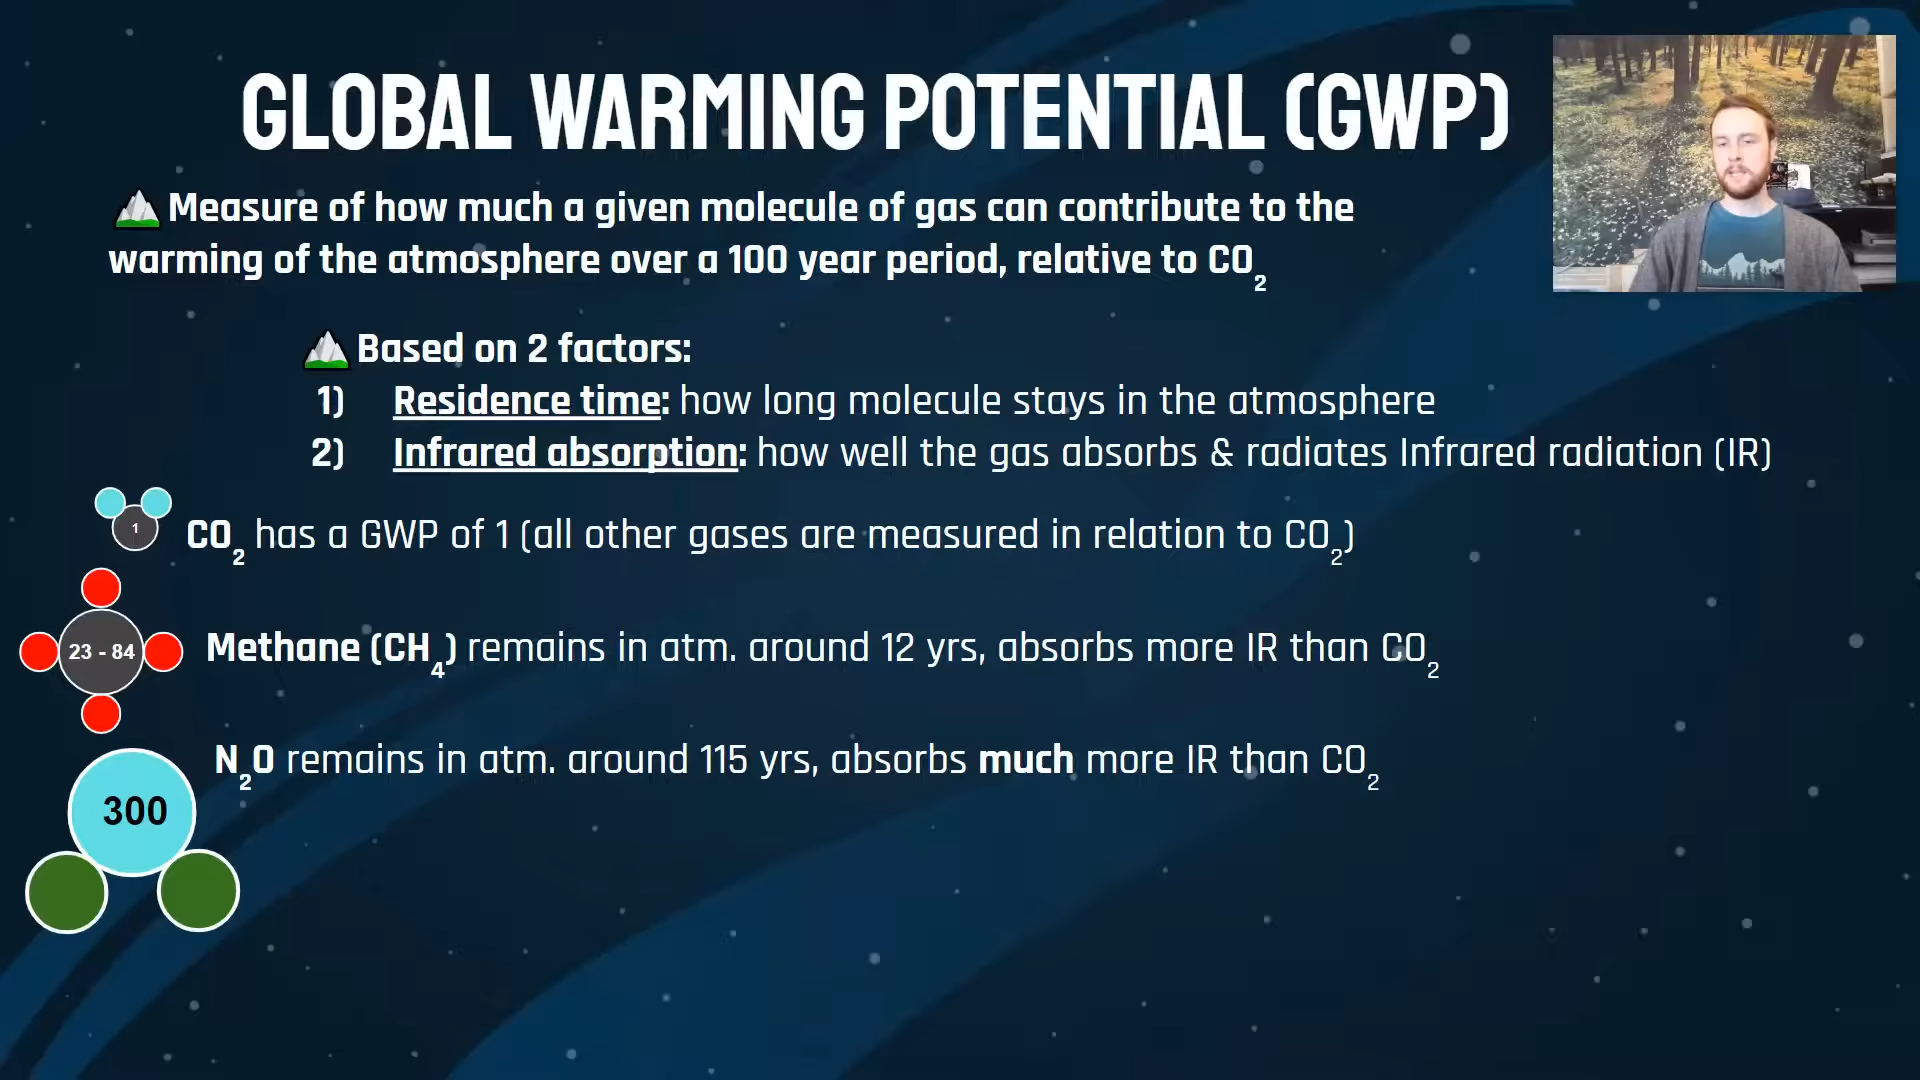 GLOBAL WARMING POTENTIAL (GWP)
Measure of how much a given molecule of gas can contribute to the
warming of the atmosphere over a 100 year period, relative to CO₂
Based on 2 factors:
1) Residence time: how long molecule stays in the atmosphere
2) Infrared absorption: how well the gas absorbs & radiates Infrared radiation (IR)
1
CO₂ has a GWP of 1 (all other gases are measured in relation to CO₂)
23 - 84
Methane (CH₄) remains in atm. around 12 yrs, absorbs more IR than CO₂
N₂O remains in atm. around 115 yrs, absorbs much more IR than CO₂
300